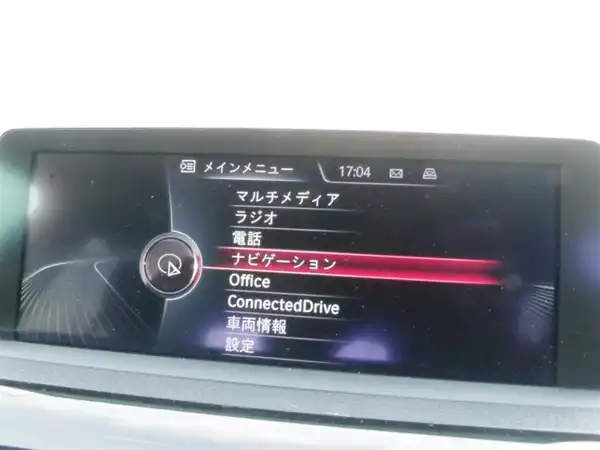 メインメニュー 17:04
マルチメディア
ラジオ
電話
ナビゲーション
Office
ConnectedDrive
車両情報
設定